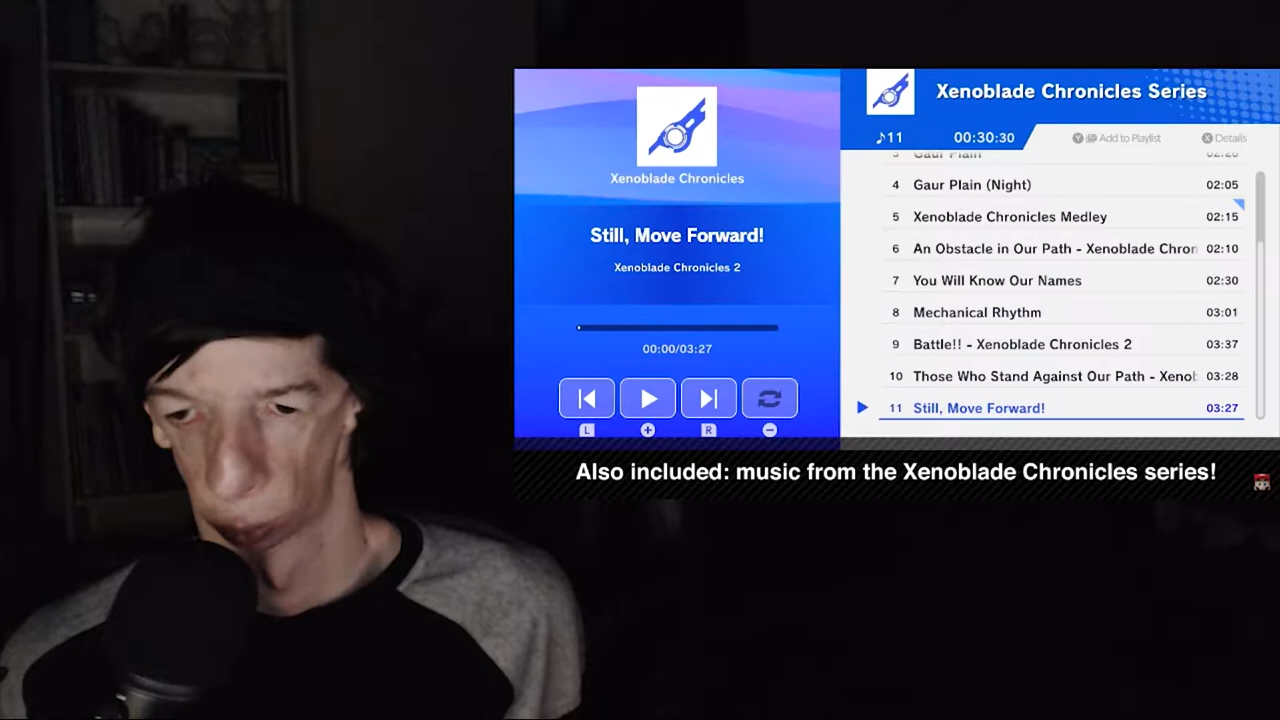 Xenoblade Chronicles
Still, Move Forward!
Xenoblade Chronicles 2
00:00/03:27
L + R −
Xenoblade Chronicles Series
♪11 00:30:30 Y Add to Playlist X Details
3 Gaur Plain
4 Gaur Plain (Night) 02:05
5 Xenoblade Chronicles Medley 02:15
6 An Obstacle in Our Path - Xenoblade Chron 02:10
7 You Will Know Our Names 02:30
8 Mechanical Rhythm 03:01
9 Battle!! - Xenoblade Chronicles 2 03:37
10 Those Who Stand Against Our Path - Xenob 03:28
11 Still, Move Forward! 03:27
Also included: music from the Xenoblade Chronicles series!